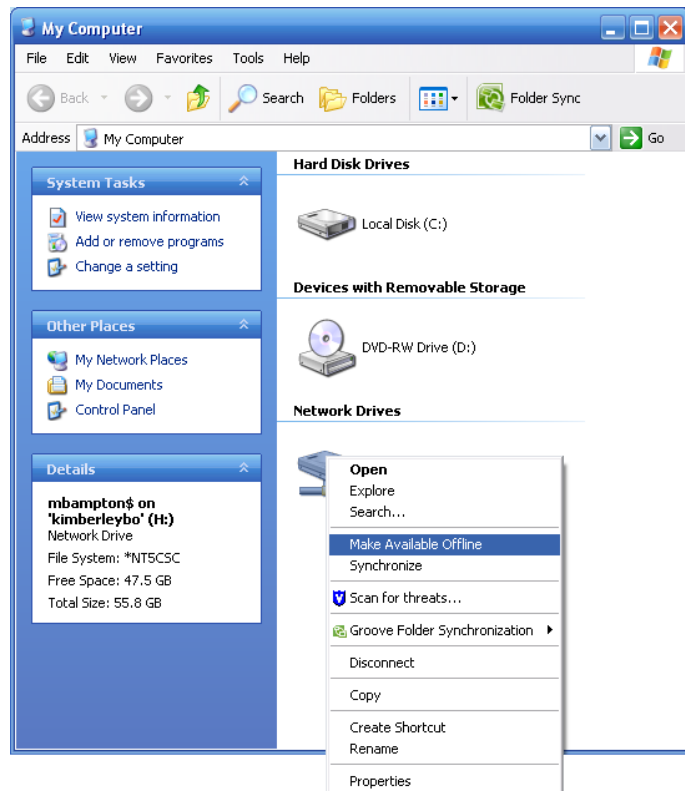 My Computer
File Edit View Favorites Tools Help
Back Search Folders Folder Sync
Address My Computer Go
System Tasks
View system information
Add or remove programs
Change a setting
Other Places
My Network Places
My Documents
Control Panel
Details
mbampton$ on
'kimberleybo' (H:)
Network Drive
File System: *NT5CSC
Free Space: 47.5 GB
Total Size: 55.8 GB
Hard Disk Drives
Local Disk (C:)
Devices with Removable Storage
DVD-RW Drive (D:)
Network Drives
Open
Explore
Search...
Make Available Offline
Synchronize
Scan for threats...
Groove Folder Synchronization
Disconnect
Copy
Create Shortcut
Rename
Properties